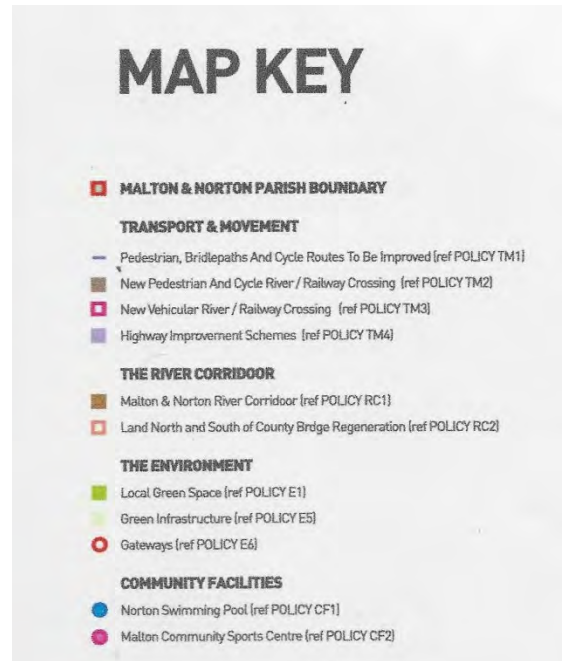 MAP KEY
MALTON & NORTON PARISH BOUNDARY
TRANSPORT & MOVEMENT
Pedestrian, Bridlepaths And Cycle Routes To Be Improved (ref POLICY TM1)
New Pedestrian And Cycle River / Railway Crossing (ref POLICY TM2)
New Vehicular River / Railway Crossing (ref POLICY TM3)
Highway Improvement Schemes (ref POLICY TM4)
THE RIVER CORRIDOOR
Malton & Norton River Corridor (ref POLICY RC1)
Land North and South of County Brdge Regeneration (ref POLICY RC2)
THE ENVIRONMENT
Local Green Space (ref POLICY E1)
Green Infrastructure (ref POLICY E5)
Gateways (ref POLICY E6)
COMMUNITY FACILITIES
Norton Swimming Pool (ref POLICY CF1)
Malton Community Sports Centre (ref POLICY CF2)